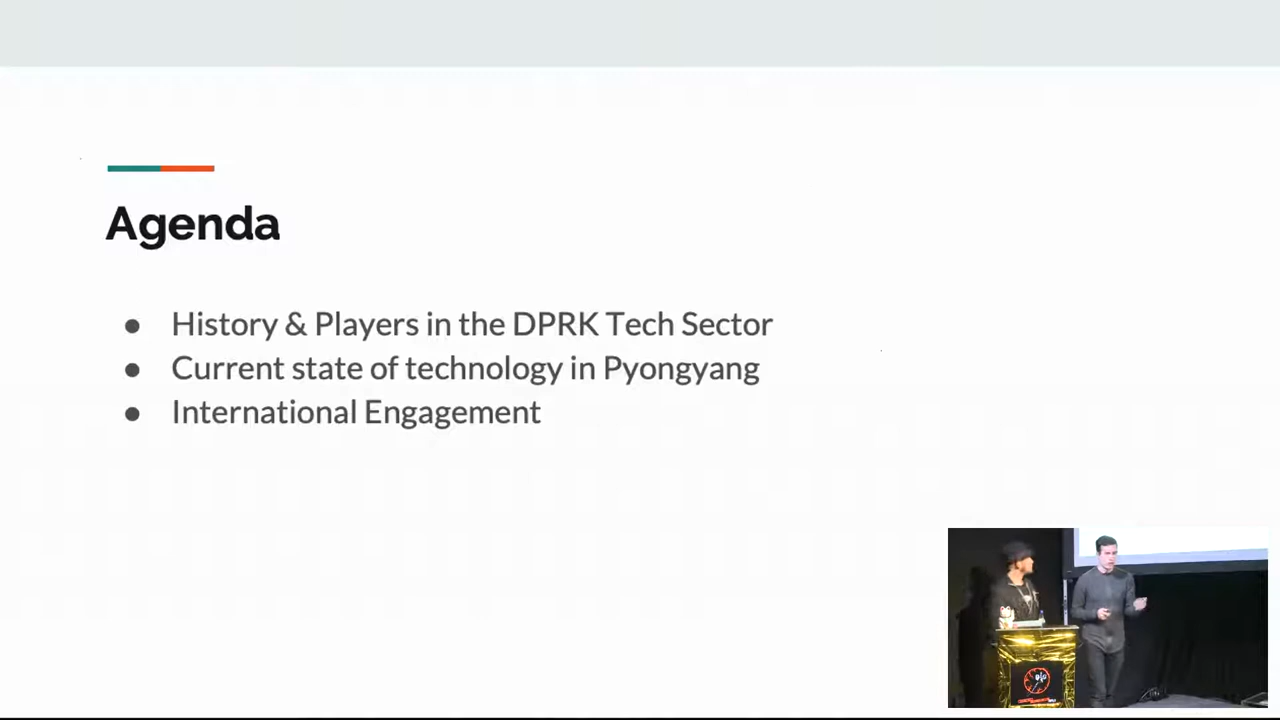 Agenda
● History & Players in the DPRK Tech Sector
● Current state of technology in Pyongyang
● International Engagement